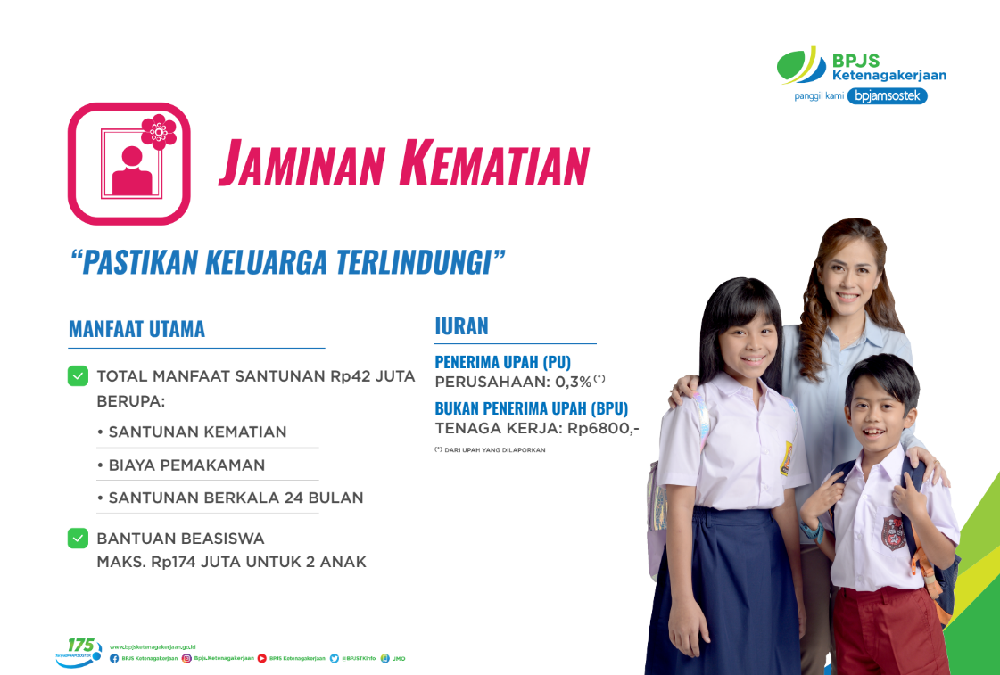 BPJS
Ketenagakerjaan
panggil kami bpjamsostek
JAMINAN KEMATIAN
“PASTIKAN KELUARGA TERLINDUNGI”
MANFAAT UTAMA
TOTAL MANFAAT SANTUNAN Rp42 JUTA
BERUPA:
• SANTUNAN KEMATIAN
• BIAYA PEMAKAMAN
• SANTUNAN BERKALA 24 BULAN
BANTUAN BEASISWA
MAKS. Rp174 JUTA UNTUK 2 ANAK
IURAN
PENERIMA UPAH (PU)
PERUSAHAAN: 0,3%(*)
BUKAN PENERIMA UPAH (BPU)
TENAGA KERJA: Rp6800,-
(*) DARI UPAH YANG DILAPORKAN
175
www.bpjsketenagakerjaan.go.id
BPJS Ketenagakerjaan Bpjs.Ketenagakerjaan BPJS Ketenagakerjaan @BPJSTKinfo JMO